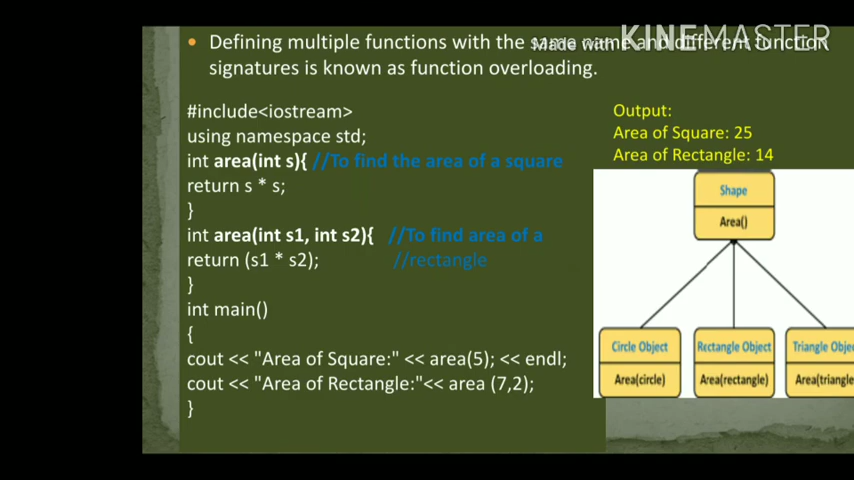 KINEMASTER
Made with
• Defining multiple functions with the same name and different function
signatures is known as function overloading.
#include<iostream>
using namespace std;
int area(int s){ //To find the area of a square
return s * s;
}
int area(int s1, int s2){ //To find area of a
return (s1 * s2); //rectangle
}
int main()
{
cout << "Area of Square:" << area(5); << endl;
cout << "Area of Rectangle:"<< area (7,2);
}
Output:
Area of Square: 25
Area of Rectangle: 14
Shape
Area()
Circle Object
Area(circle)
Rectangle Object
Area(rectangle)
Triangle Objec
Area(triangle